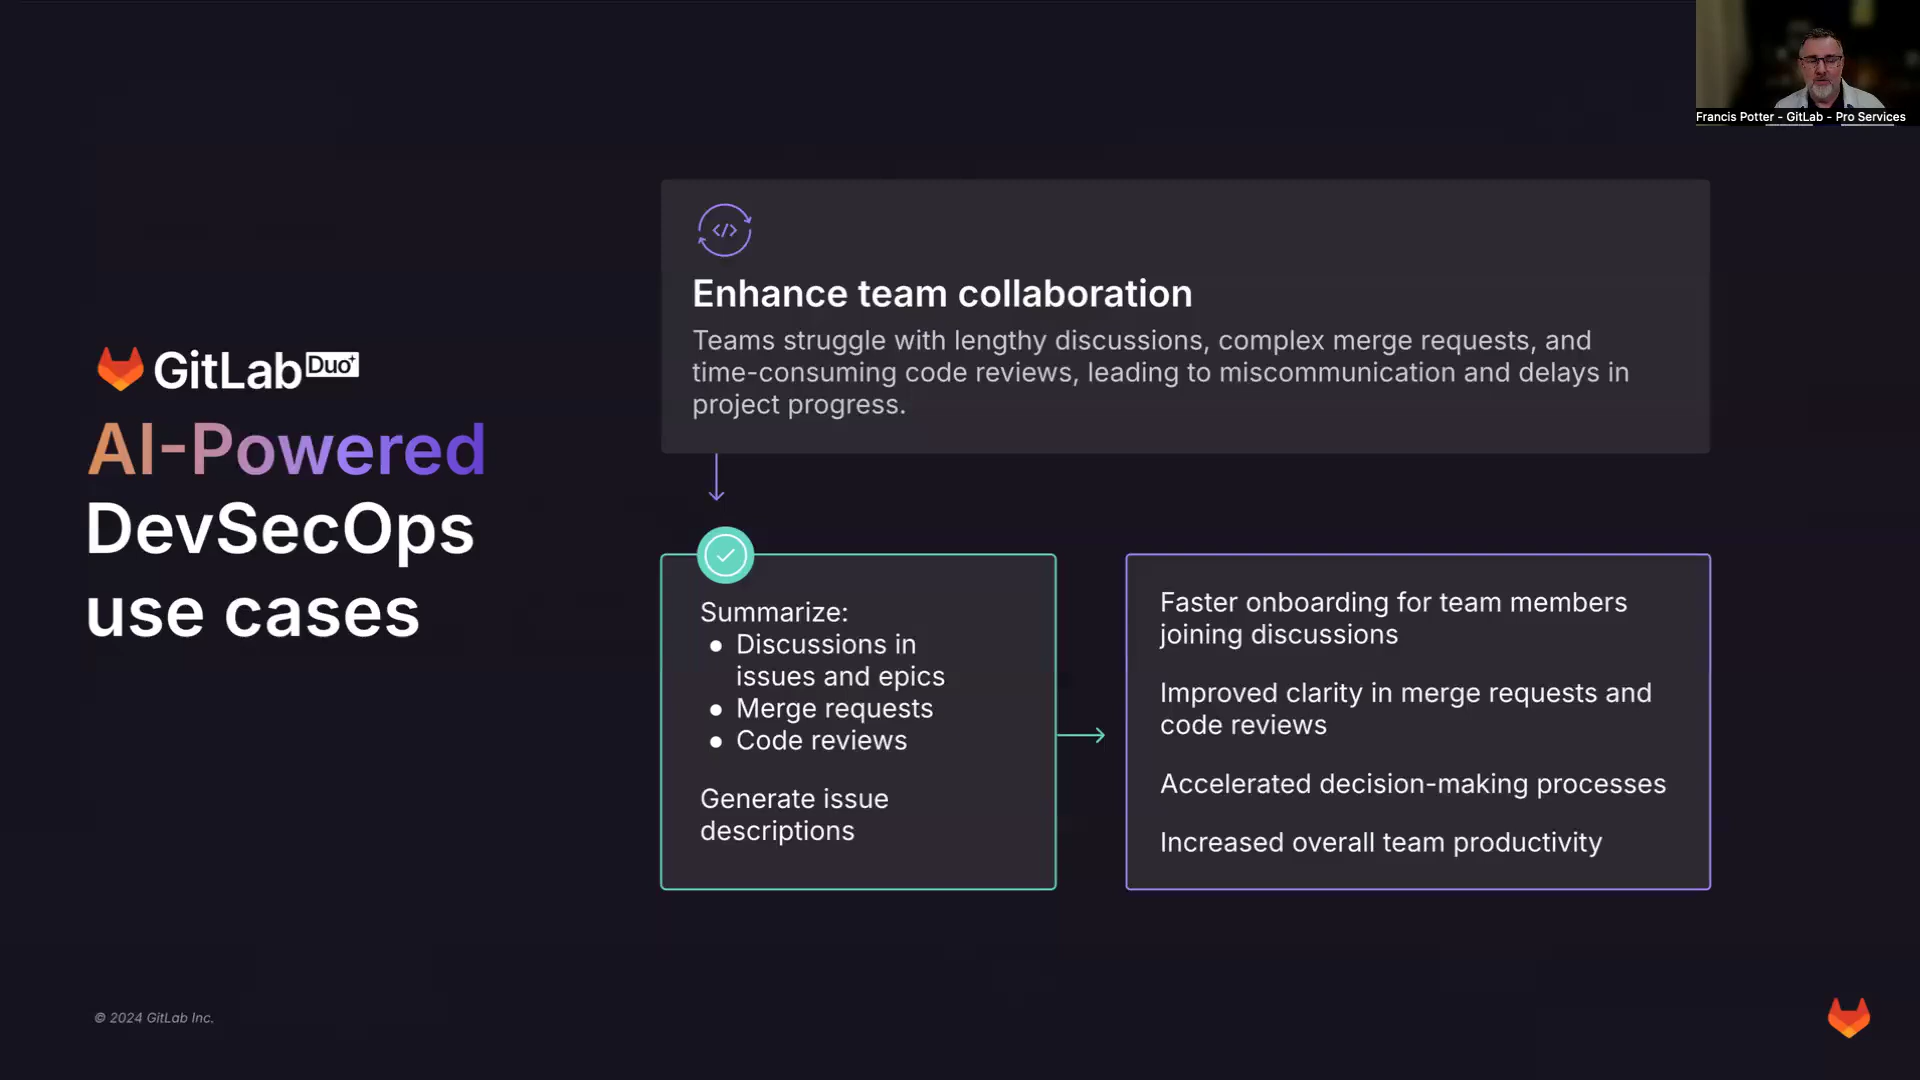 Francis Potter - GitLab - Pro Services
GitLab Duo
AI-Powered
DevSecOps
use cases
</>
Enhance team collaboration
Teams struggle with lengthy discussions, complex merge requests, and
time-consuming code reviews, leading to miscommunication and delays in
project progress.
Summarize:
● Discussions in
issues and epics
● Merge requests
● Code reviews
Generate issue
descriptions
Faster onboarding for team members
joining discussions
Improved clarity in merge requests and
code reviews
Accelerated decision-making processes
Increased overall team productivity
© 2024 GitLab Inc.